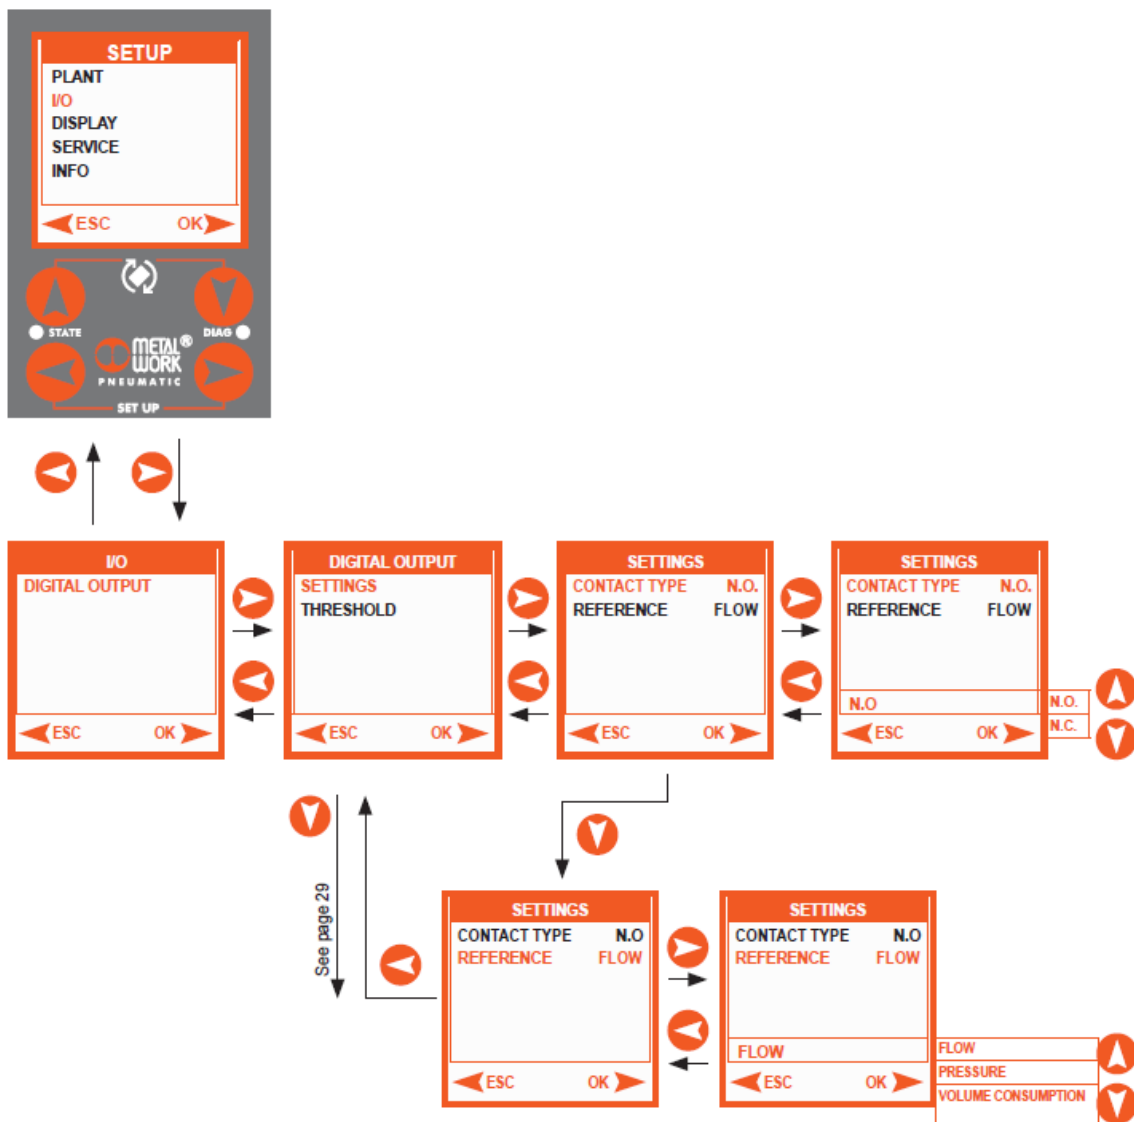 SETUP
PLANT
I/O
DISPLAY
SERVICE
INFO
ESC OK
STATE DIAG
METAL®
WORK
PNEUMATIC
SET UP
I/O
DIGITAL OUTPUT
ESC OK
DIGITAL OUTPUT
SETTINGS
THRESHOLD
ESC OK
SETTINGS
CONTACT TYPE N.O.
REFERENCE FLOW
ESC OK
SETTINGS
CONTACT TYPE N.O.
REFERENCE FLOW
N.O
ESC OK
N.O.
N.C.
See page 29
SETTINGS
CONTACT TYPE N.O
REFERENCE FLOW
ESC OK
SETTINGS
CONTACT TYPE N.O
REFERENCE FLOW
FLOW
ESC OK
FLOW
PRESSURE
VOLUME CONSUMPTION